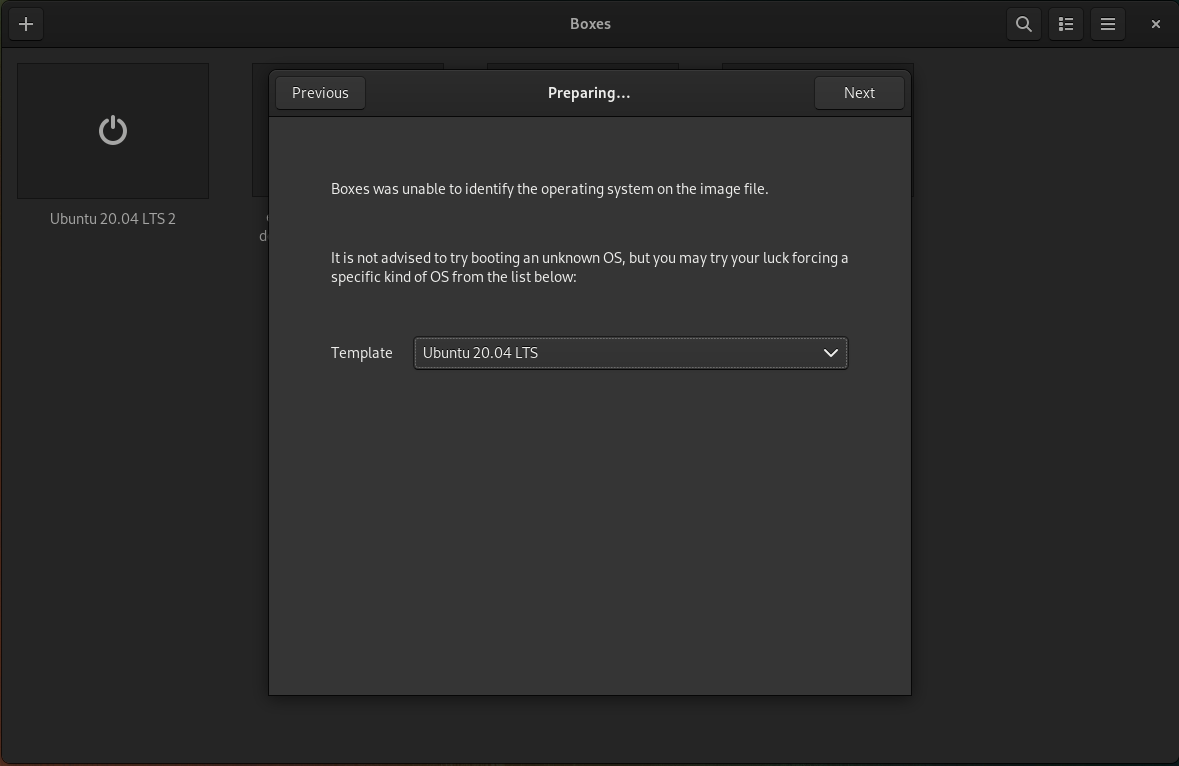 Boxes
Previous
Preparing...
Next
Boxes was unable to identify the operating system on the image file.
It is not advised to try booting an unknown OS, but you may try your luck forcing a
specific kind of OS from the list below:
Template
Ubuntu 20.04 LTS
Ubuntu 20.04 LTS 2